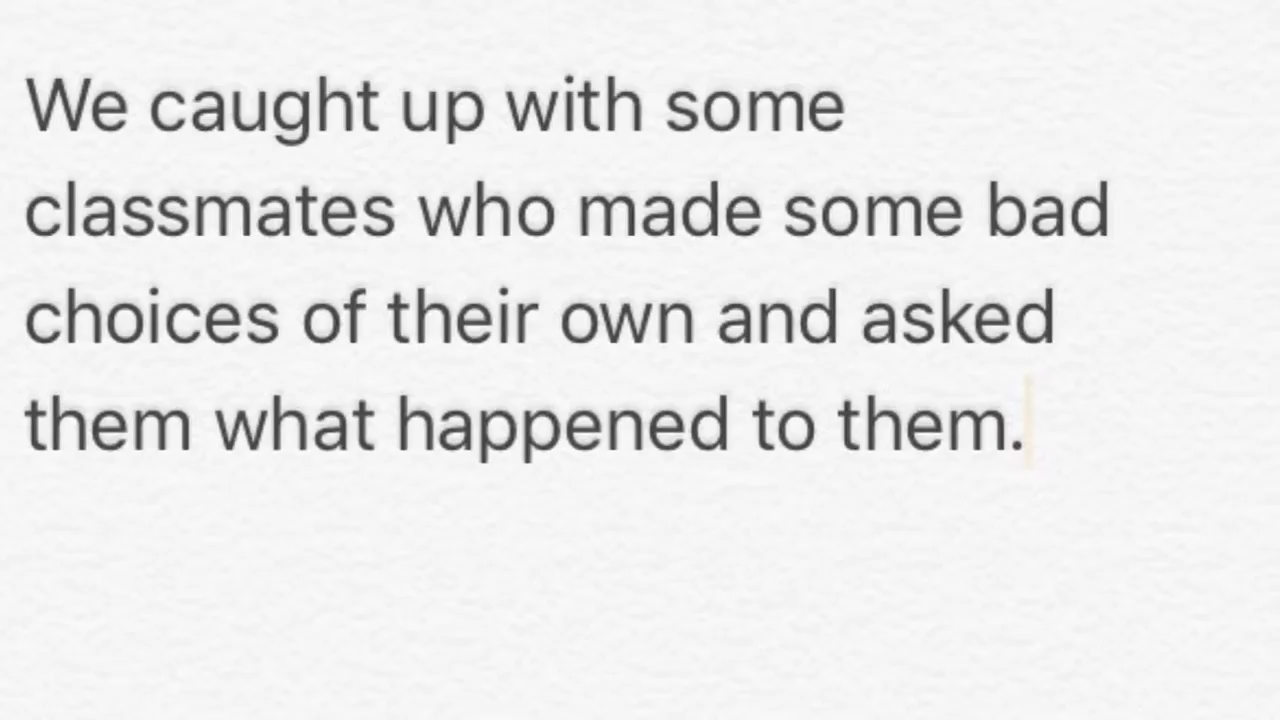 We caught up with some
classmates who made some bad
choices of their own and asked
them what happened to them.